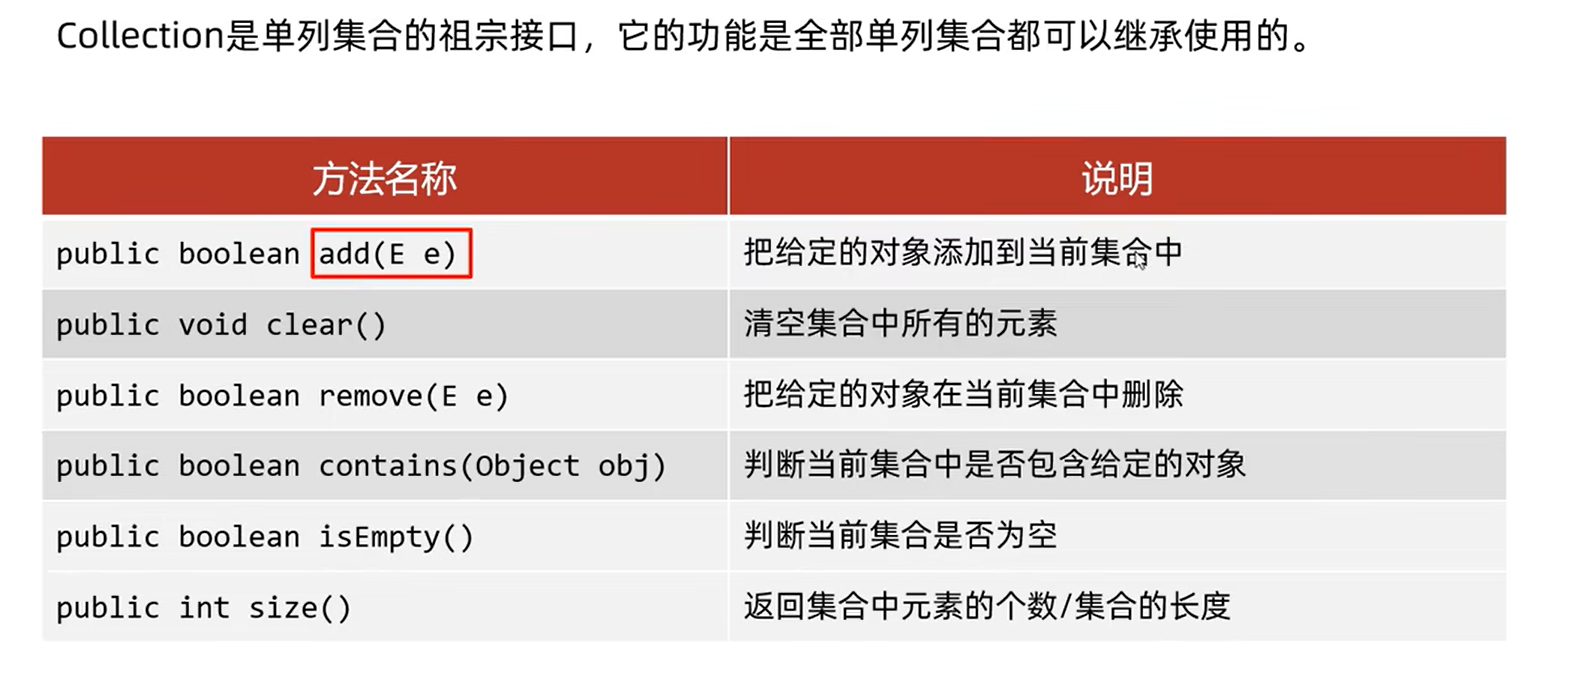 Collection是单列集合的祖宗接口，它的功能是全部单列集合都可以继承使用的。
方法名称 说明
public boolean add(E e) 把给定的对象添加到当前集合中
public void clear() 清空集合中所有的元素
public boolean remove(E e) 把给定的对象在当前集合中删除
public boolean contains(Object obj) 判断当前集合中是否包含给定的对象
public boolean isEmpty() 判断当前集合是否为空
public int size() 返回集合中元素的个数/集合的长度